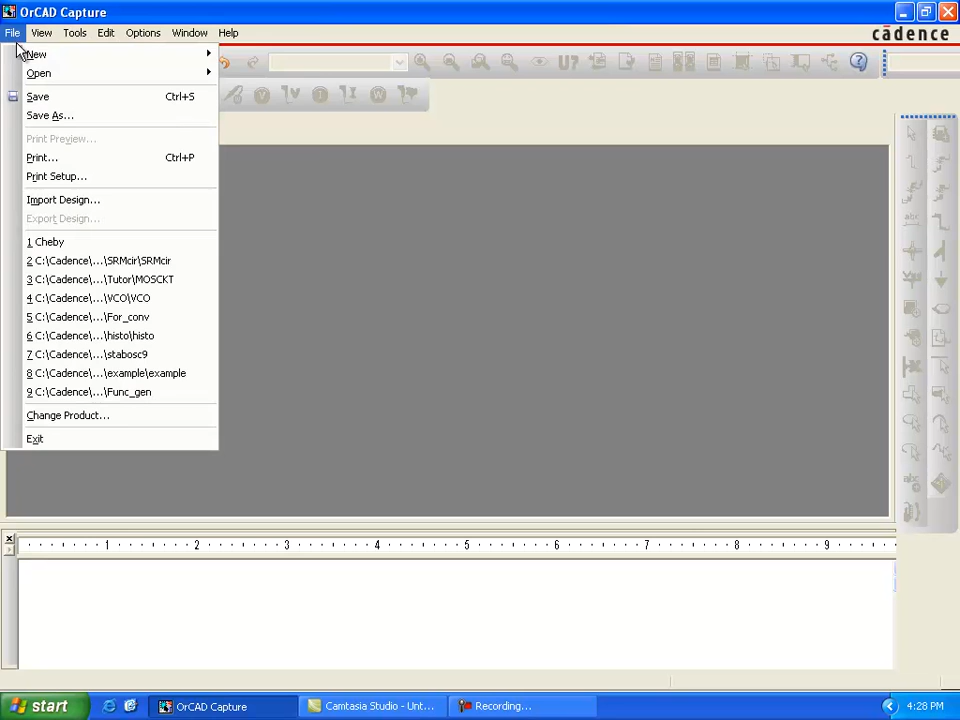 OrCAD Capture
File View Tools Edit Options Window Help
cādence
New
Open
Save Ctrl+S
Save As...
Print Preview...
Print... Ctrl+P
Print Setup...
Import Design...
Export Design...
1 Cheby
2 C:\Cadence\...\SRMcir\SRMcir
3 C:\Cadence\...\Tutor\MOSCKT
4 C:\Cadence\...\VCO\VCO
5 C:\Cadence\...\For_conv
6 C:\Cadence\...\histo\histo
7 C:\Cadence\...\stabosc9
8 C:\Cadence\...\example\example
9 C:\Cadence\...\Func_gen
Change Product...
Exit
U?
V I W
abc
abc
1 2 3 4 5 6 7 8 9
start OrCAD Capture Camtasia Studio - Unt... Recording... 4:28 PM